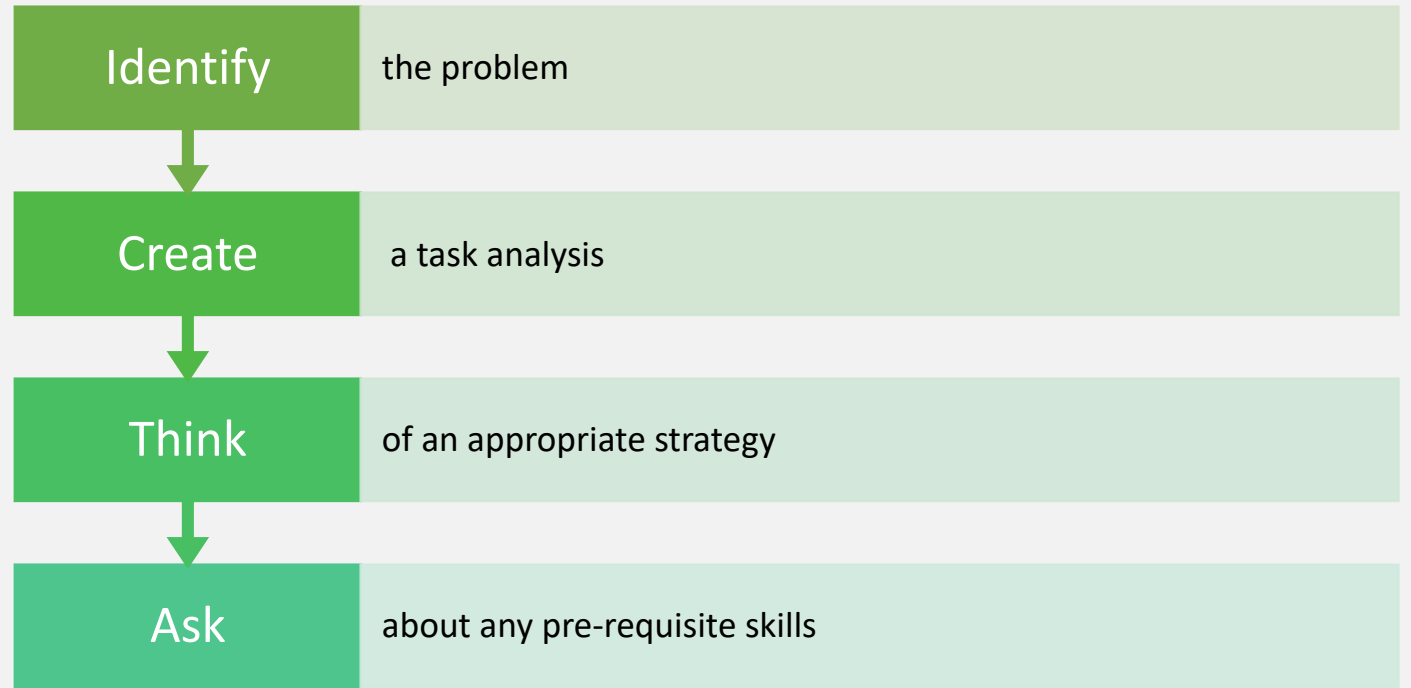 Identify the problem
Create a task analysis
Think of an appropriate strategy
Ask about any pre-requisite skills